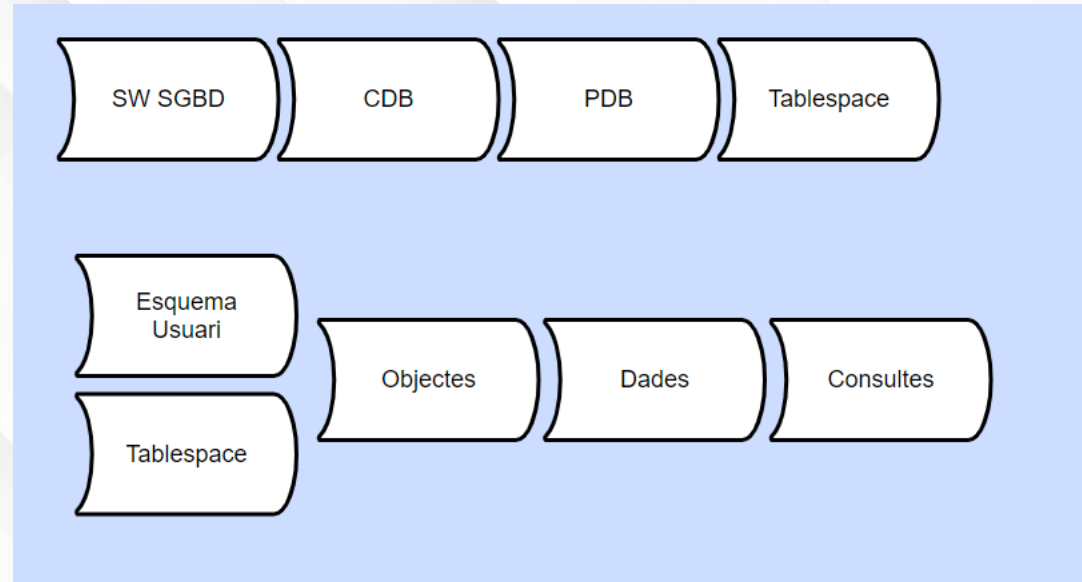 SW SGBD
CDB
PDB
Tablespace
Esquema
Usuari
Tablespace
Objectes
Dades
Consultes